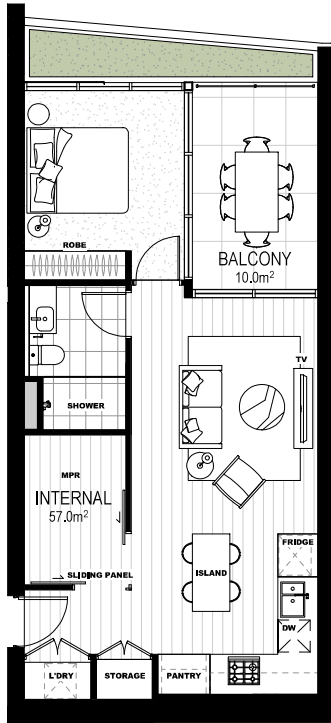 ROBE
BALCONY
10.0m²
TV
SHOWER
MPR
INTERNAL
57.0m²
FRIDGE
SLIDING PANEL
ISLAND
DW
L'DRY
STORAGE
PANTRY